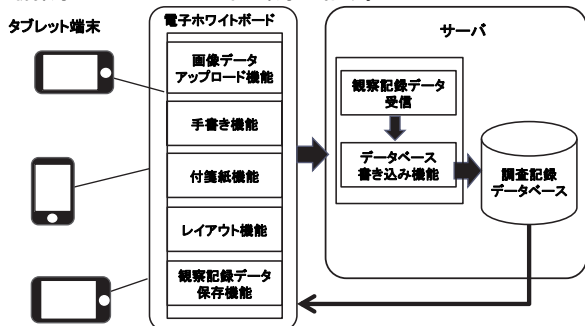 タブレット端末
電子ホワイトボード
画像データ
アップロード機能
手書き機能
付箋紙機能
レイアウト機能
観察記録データ
保存機能
サーバ
観察記録データ
受信
データベース
書き込み機能
調査記録
データベース